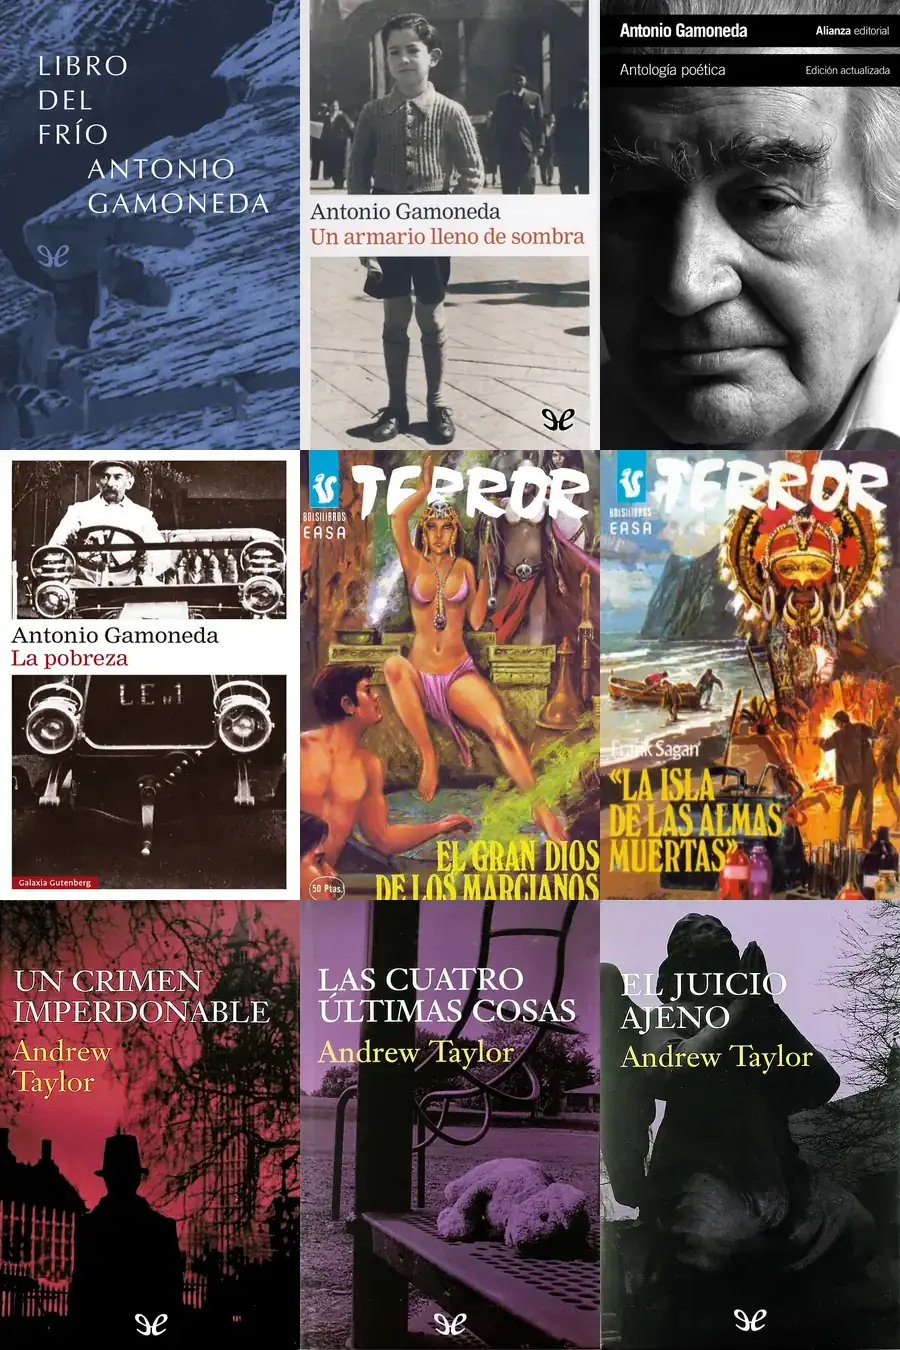 LIBRO
DEL
FRÍO
ANTONIO
GAMONEDA
Antonio Gamoneda
Un armario lleno de sombra
Antonio Gamoneda
Alianza editorial
Antología poética
Edición actualizada
Antonio Gamoneda
La pobreza
Galaxia Gutenberg
TERROR
BOLSILIBROS
EASA
EL GRAN DIOS
DE LOS MARCIANOS
50 Ptas.
TERROR
BOLSILIBROS
EASA
Frank Sagan
“LA ISLA
DE LAS ALMAS
MUERTAS”
UN CRIMEN
IMPERDONABLE
Andrew
Taylor
LAS CUATRO
ÚLTIMAS COSAS
Andrew Taylor
EL JUICIO
AJENO
Andrew Taylor